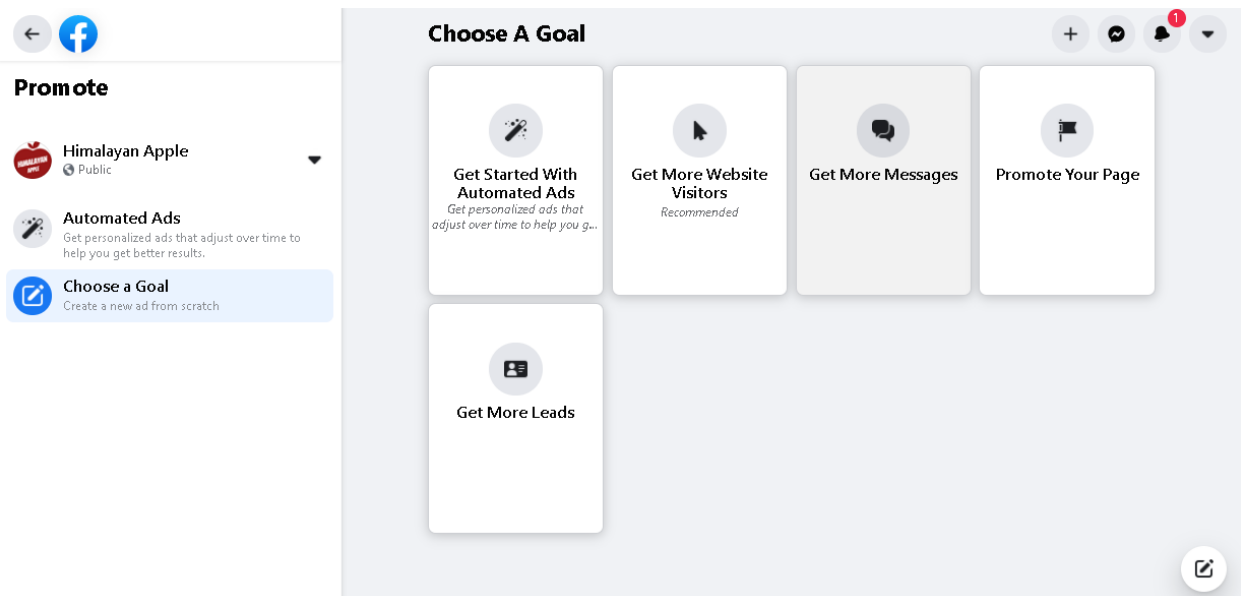 Choose A Goal
1
Promote
Himalayan Apple
Public
HIMALAYAN
APPLE
Automated Ads
Get personalized ads that adjust over time to
help you get better results.
Choose a Goal
Create a new ad from scratch
Get Started With
Automated Ads
Get personalized ads that
adjust over time to help you g...
Get More Website
Visitors
Recommended
Get More Messages
Promote Your Page
Get More Leads